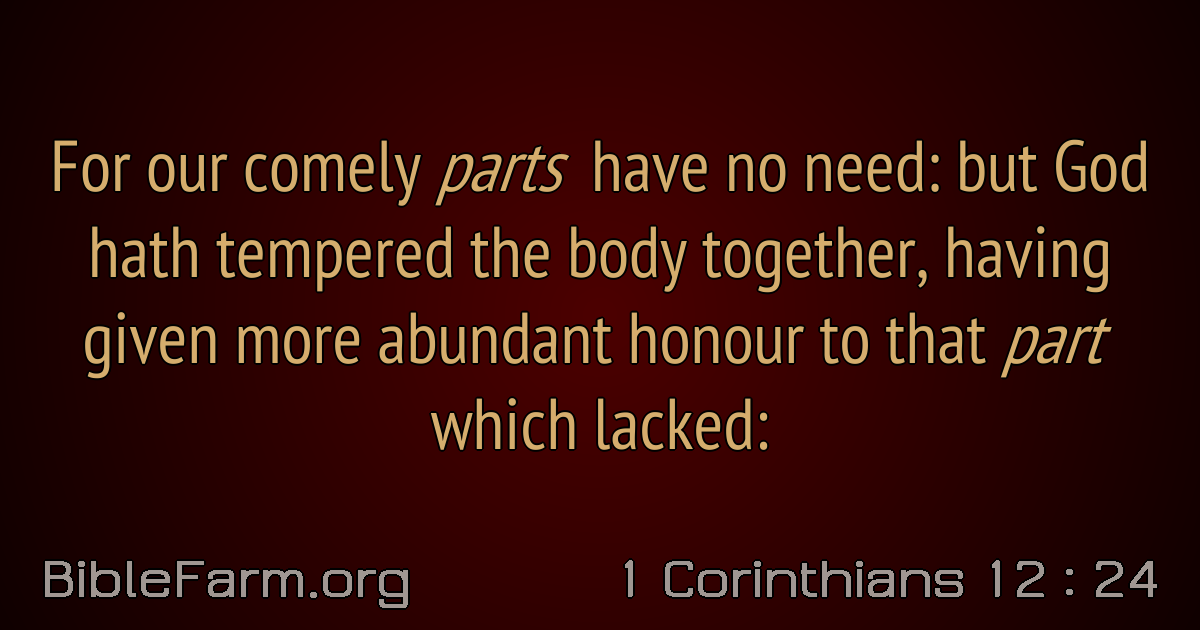 For our comely parts have no need: but God
hath tempered the body together, having
given more abundant honour to that part
which lacked:
BibleFarm.org
1 Corinthians 12 : 24